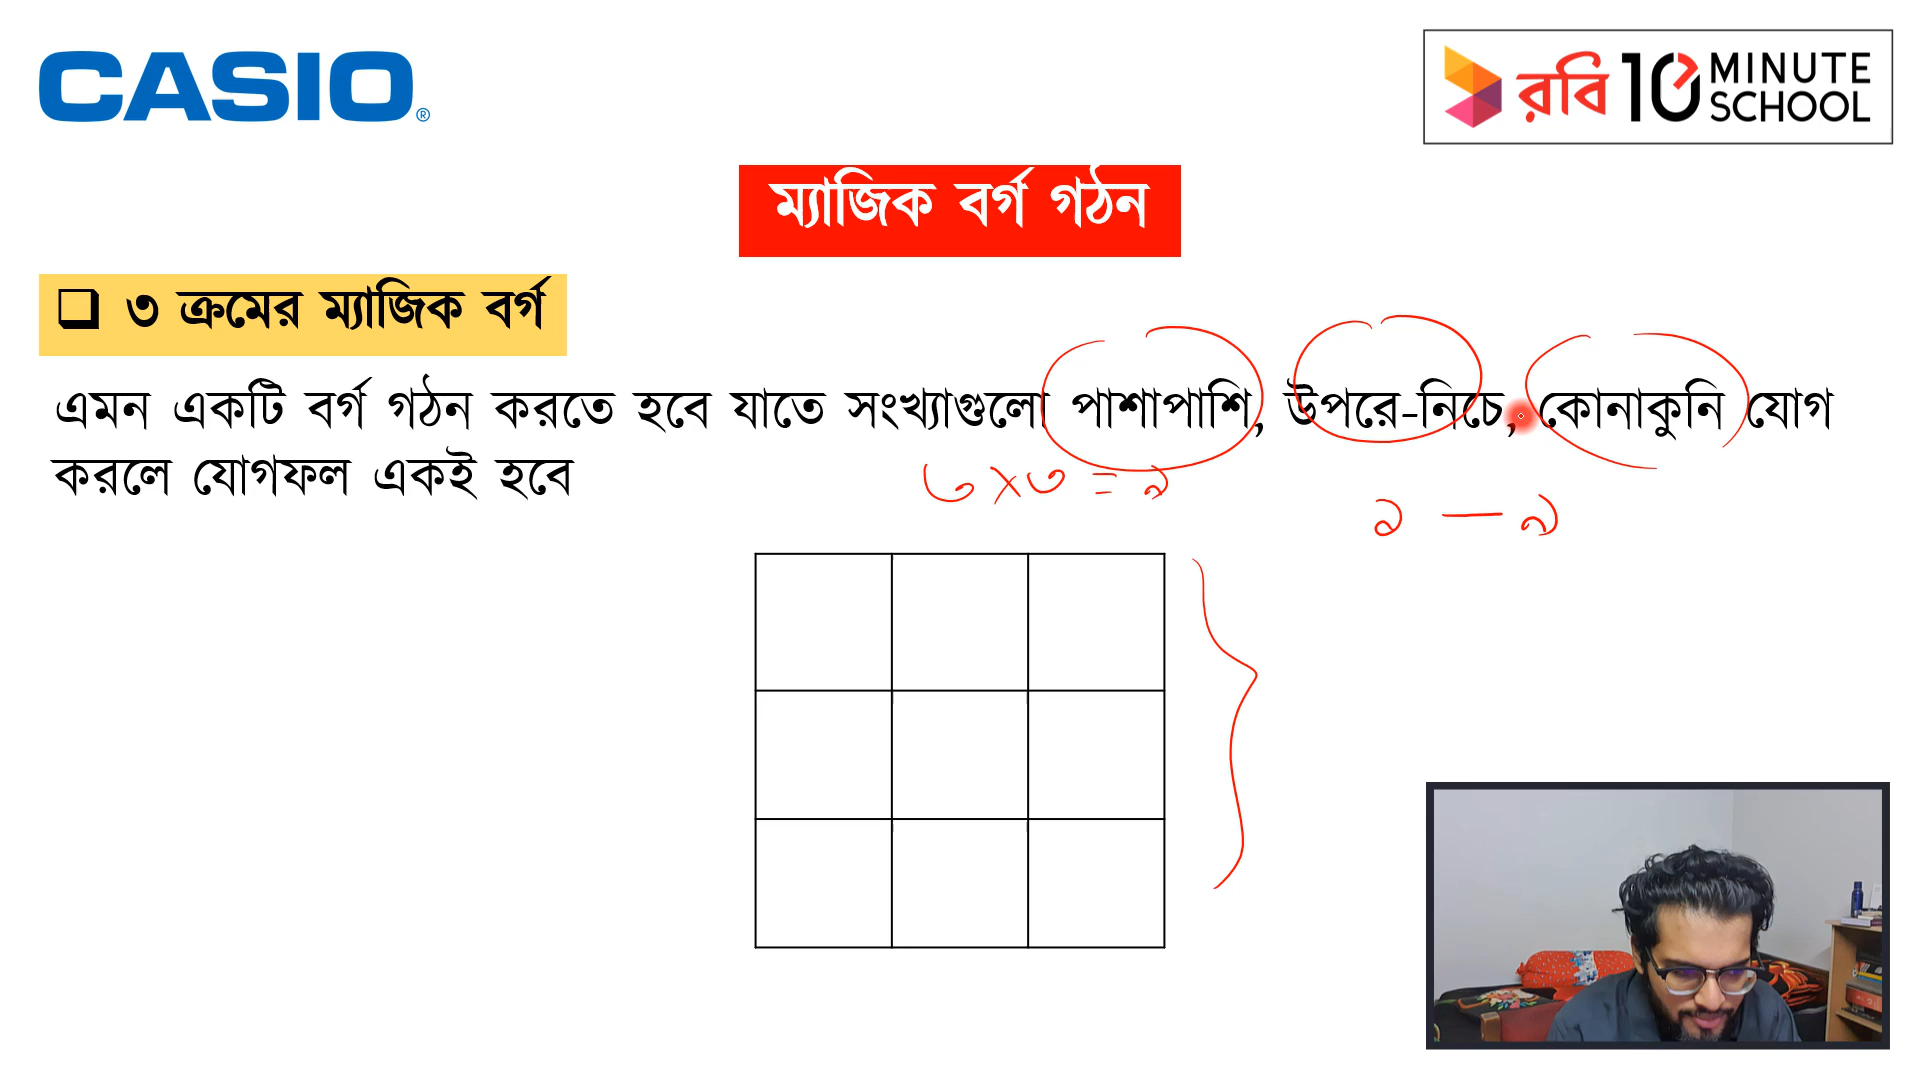 CASIO®
রবি 10 MINUTE SCHOOL
ম্যাজিক বর্গ গঠন
❑ ৩ ক্রমের ম্যাজিক বর্গ
এমন একটি বর্গ গঠন করতে হবে যাতে সংখ্যাগুলো পাশাপাশি, উপরে-নিচে, কোনাকুনি যোগ
করলে যোগফল একই হবে
৩ × ৩ = ৯
১ — ৯